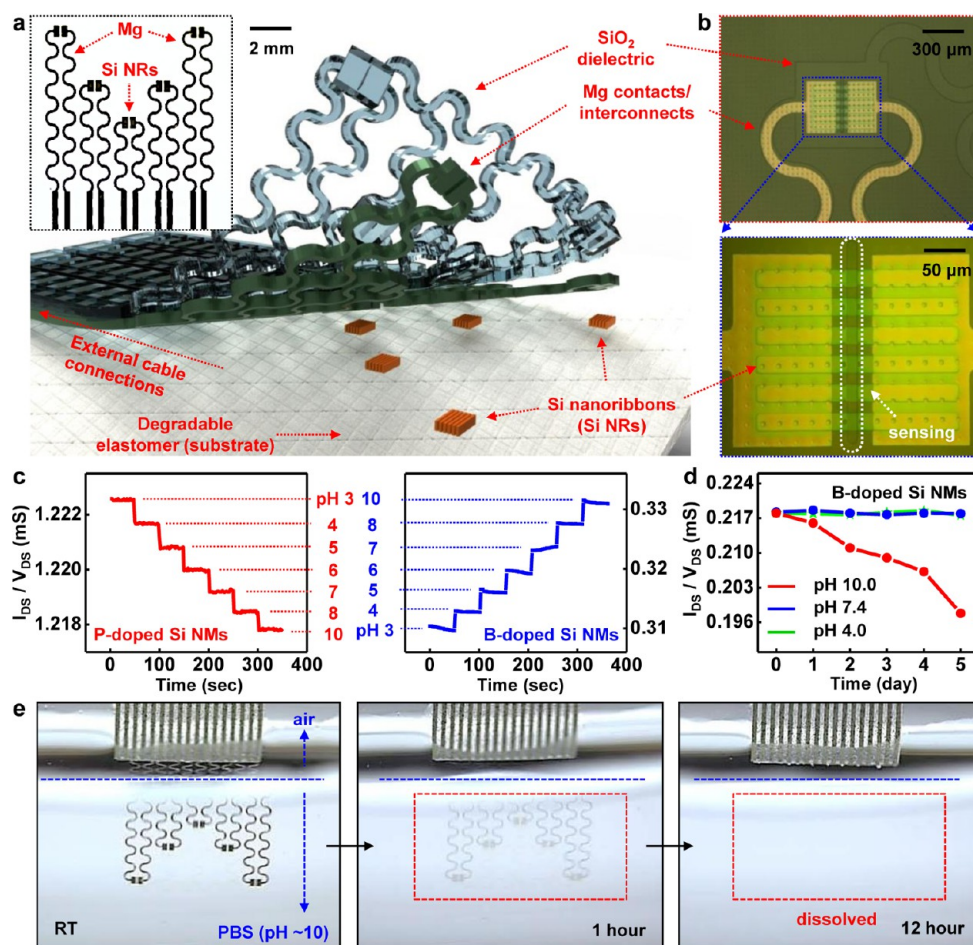 a
Mg
Si NRs
2 mm
SiO2
dielectric
Mg contacts/
interconnects
External cable
connections
Degradable
elastomer (substrate)
Si nanoribbons
(Si NRs)
b
300 µm
50 µm
sensing
c
IDS / VDS (mS)
1.222
1.220
1.218
P-doped Si NMs
0
100
200
300
400
Time (sec)
pH 3
4
5
6
7
8
10
10
8
7
6
5
4
pH 3
B-doped Si NMs
0.33
0.32
0.31
0
100
200
300
400
Time (sec)
d
B-doped Si NMs
IDS / VDS (mS)
0.224
0.217
0.210
0.203
0.196
pH 10.0
pH 7.4
pH 4.0
0
1
2
3
4
5
Time (day)
e
air
RT
PBS (pH ~10)
1 hour
dissolved
12 hour